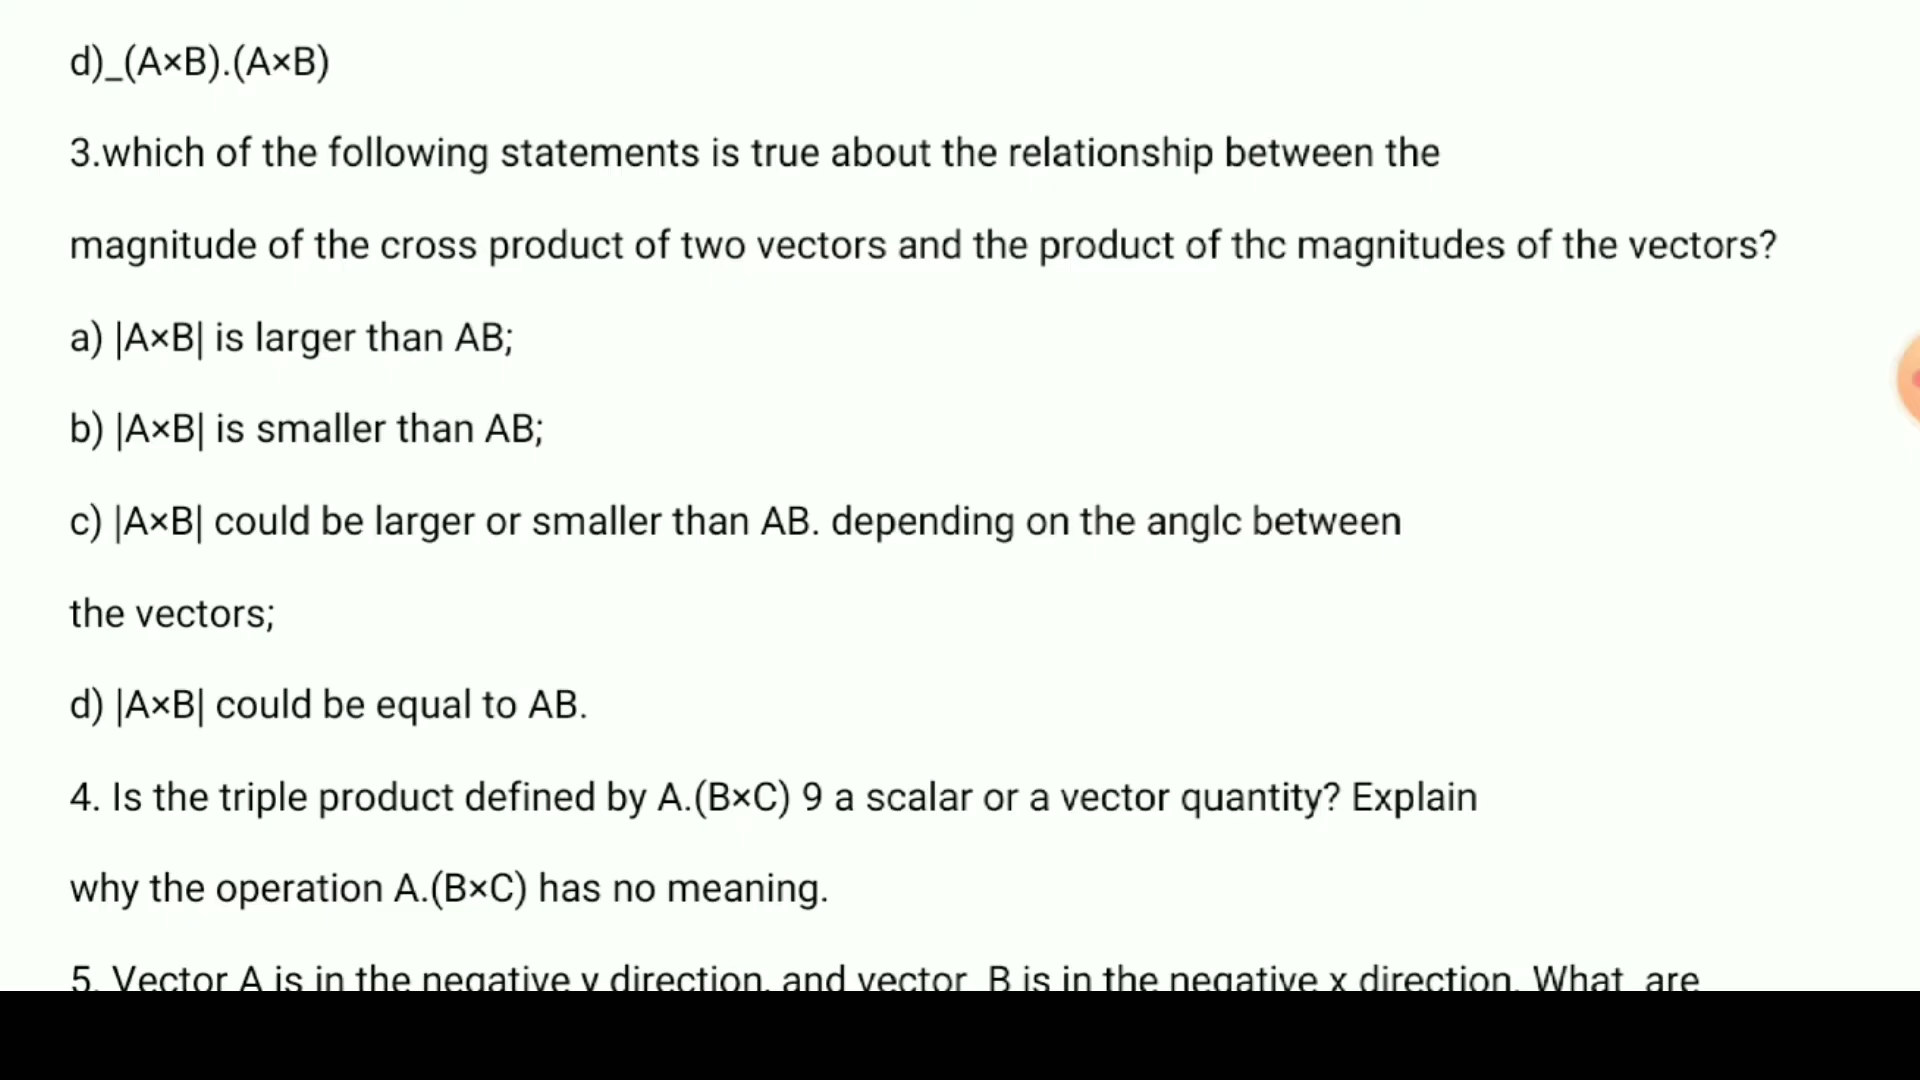 d)_(A×B).(A×B)
3.which of the following statements is true about the relationship between the
magnitude of the cross product of two vectors and the product of thc magnitudes of the vectors?
a) |A×B| is larger than AB;
b) |A×B| is smaller than AB;
c) |A×B| could be larger or smaller than AB. depending on the anglc between
the vectors;
d) |A×B| could be equal to AB.
4. Is the triple product defined by A.(B×C) 9 a scalar or a vector quantity? Explain
why the operation A.(B×C) has no meaning.
5. Vector A is in the negative y direction, and vector B is in the negative x direction. What are